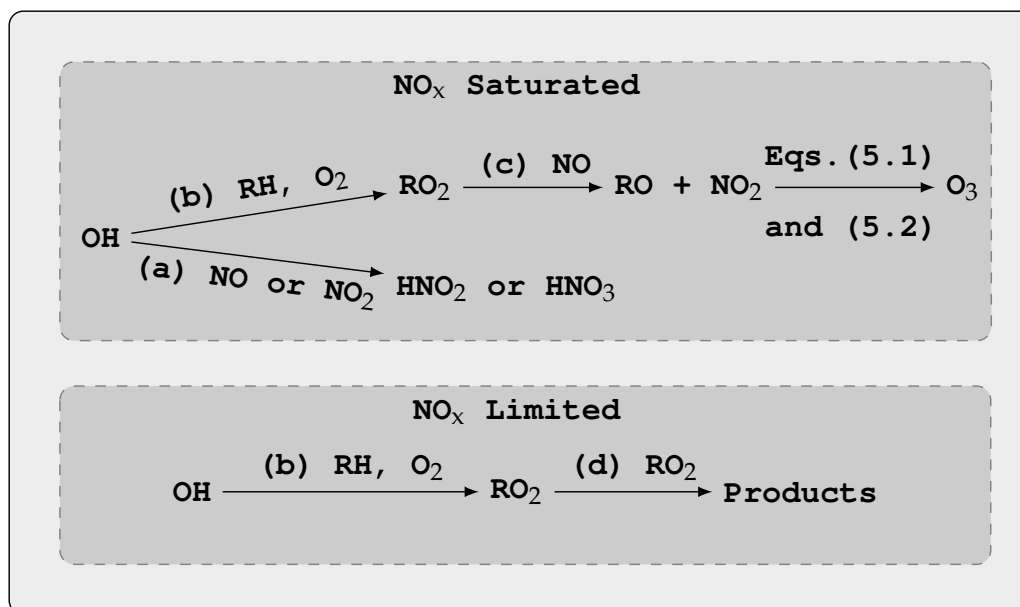 NOₓ Saturated
(b) RH, O₂
RO₂
(c) NO
RO + NO₂
Eqs.(5.1)
and (5.2)
O₃
OH
(a) NO or NO₂
HNO₂ or HNO₃
NOₓ Limited
OH
(b) RH, O₂
RO₂
(d) RO₂
Products